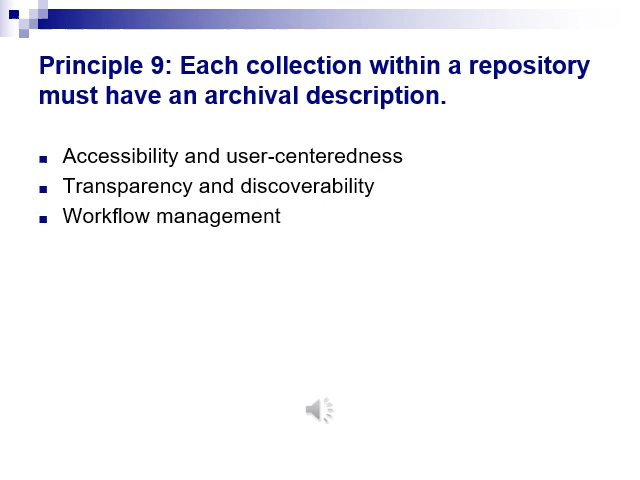 Principle 9: Each collection within a repository
must have an archival description.
Accessibility and user-centeredness
Transparency and discoverability
Workflow management